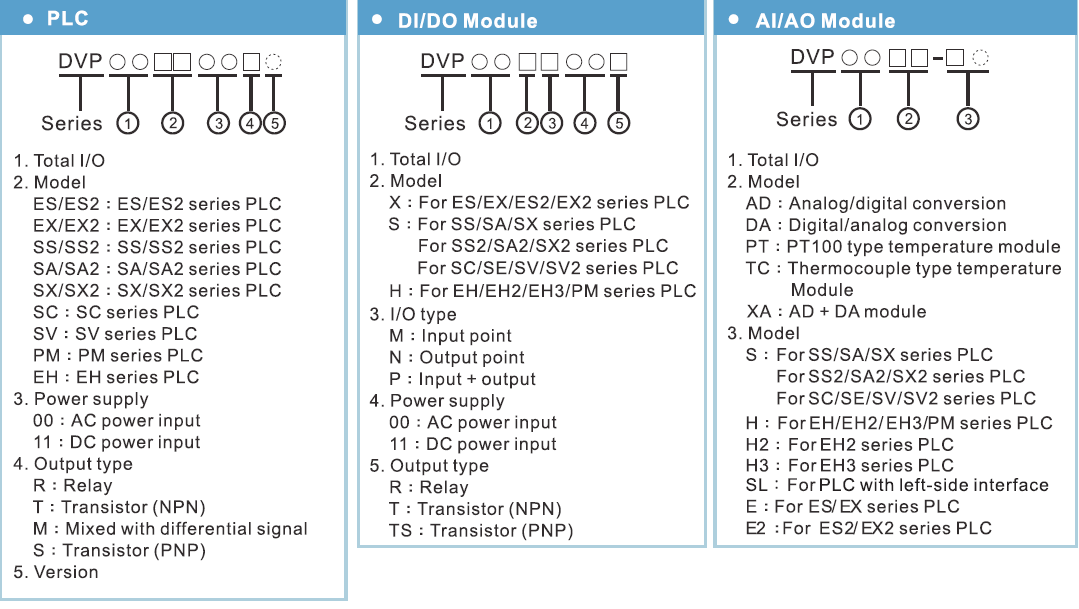 ● PLC
DVP ○○□□ ○○□◌
Series ① ② ③ ④ ⑤
1. Total I/O
2. Model
ES/ES2 : ES/ES2 series PLC
EX/EX2 : EX/EX2 series PLC
SS/SS2 : SS/SS2 series PLC
SA/SA2 : SA/SA2 series PLC
SX/SX2 : SX/SX2 series PLC
SC : SC series PLC
SV : SV series PLC
PM : PM series PLC
EH : EH series PLC
3. Power supply
00 : AC power input
11 : DC power input
4. Output type
R : Relay
T : Transistor (NPN)
M : Mixed with differential signal
S : Transistor (PNP)
5. Version
● DI/DO Module
DVP ○○ □□○○□
Series ① ② ③ ④ ⑤
1. Total I/O
2. Model
X : For ES/EX/ES2/EX2 series PLC
S : For SS/SA/SX series PLC
For SS2/SA2/SX2 series PLC
For SC/SE/SV/SV2 series PLC
H : For EH/EH2/EH3/PM series PLC
3. I/O type
M : Input point
N : Output point
P : Input + output
4. Power supply
00 : AC power input
11 : DC power input
5. Output type
R : Relay
T : Transistor (NPN)
TS : Transistor (PNP)
● AI/AO Module
DVP ○○ □□-□◌
Series ① ② ③
1. Total I/O
2. Model
AD : Analog/digital conversion
DA : Digital/analog conversion
PT : PT100 type temperature module
TC : Thermocouple type temperature
Module
XA : AD + DA module
3. Model
S : For SS/SA/SX series PLC
For SS2/SA2/SX2 series PLC
For SC/SE/SV/SV2 series PLC
H : For EH/EH2/EH3/PM series PLC
H2 : For EH2 series PLC
H3 : For EH3 series PLC
SL : For PLC with left-side interface
E : For ES/EX series PLC
E2 : For ES2/EX2 series PLC